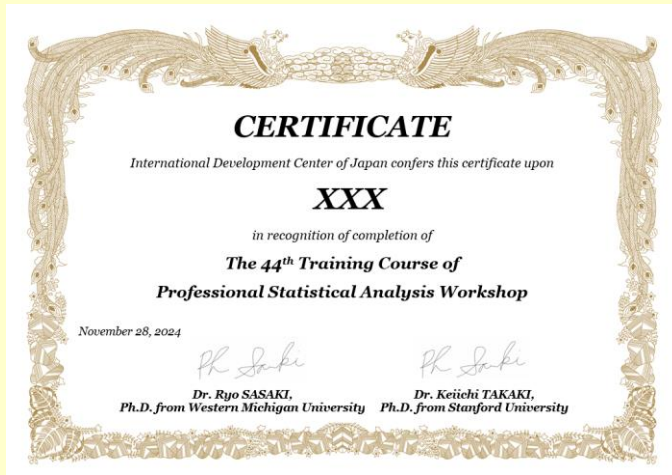 CERTIFICATE
International Development Center of Japan confers this certificate upon
XXX
in recognition of completion of
The 44th Training Course of
Professional Statistical Analysis Workshop
November 28, 2024
Dr. Ryo SASAKI,
Ph.D. from Western Michigan University
Dr. Keiichi TAKAKI,
Ph.D. from Stanford University